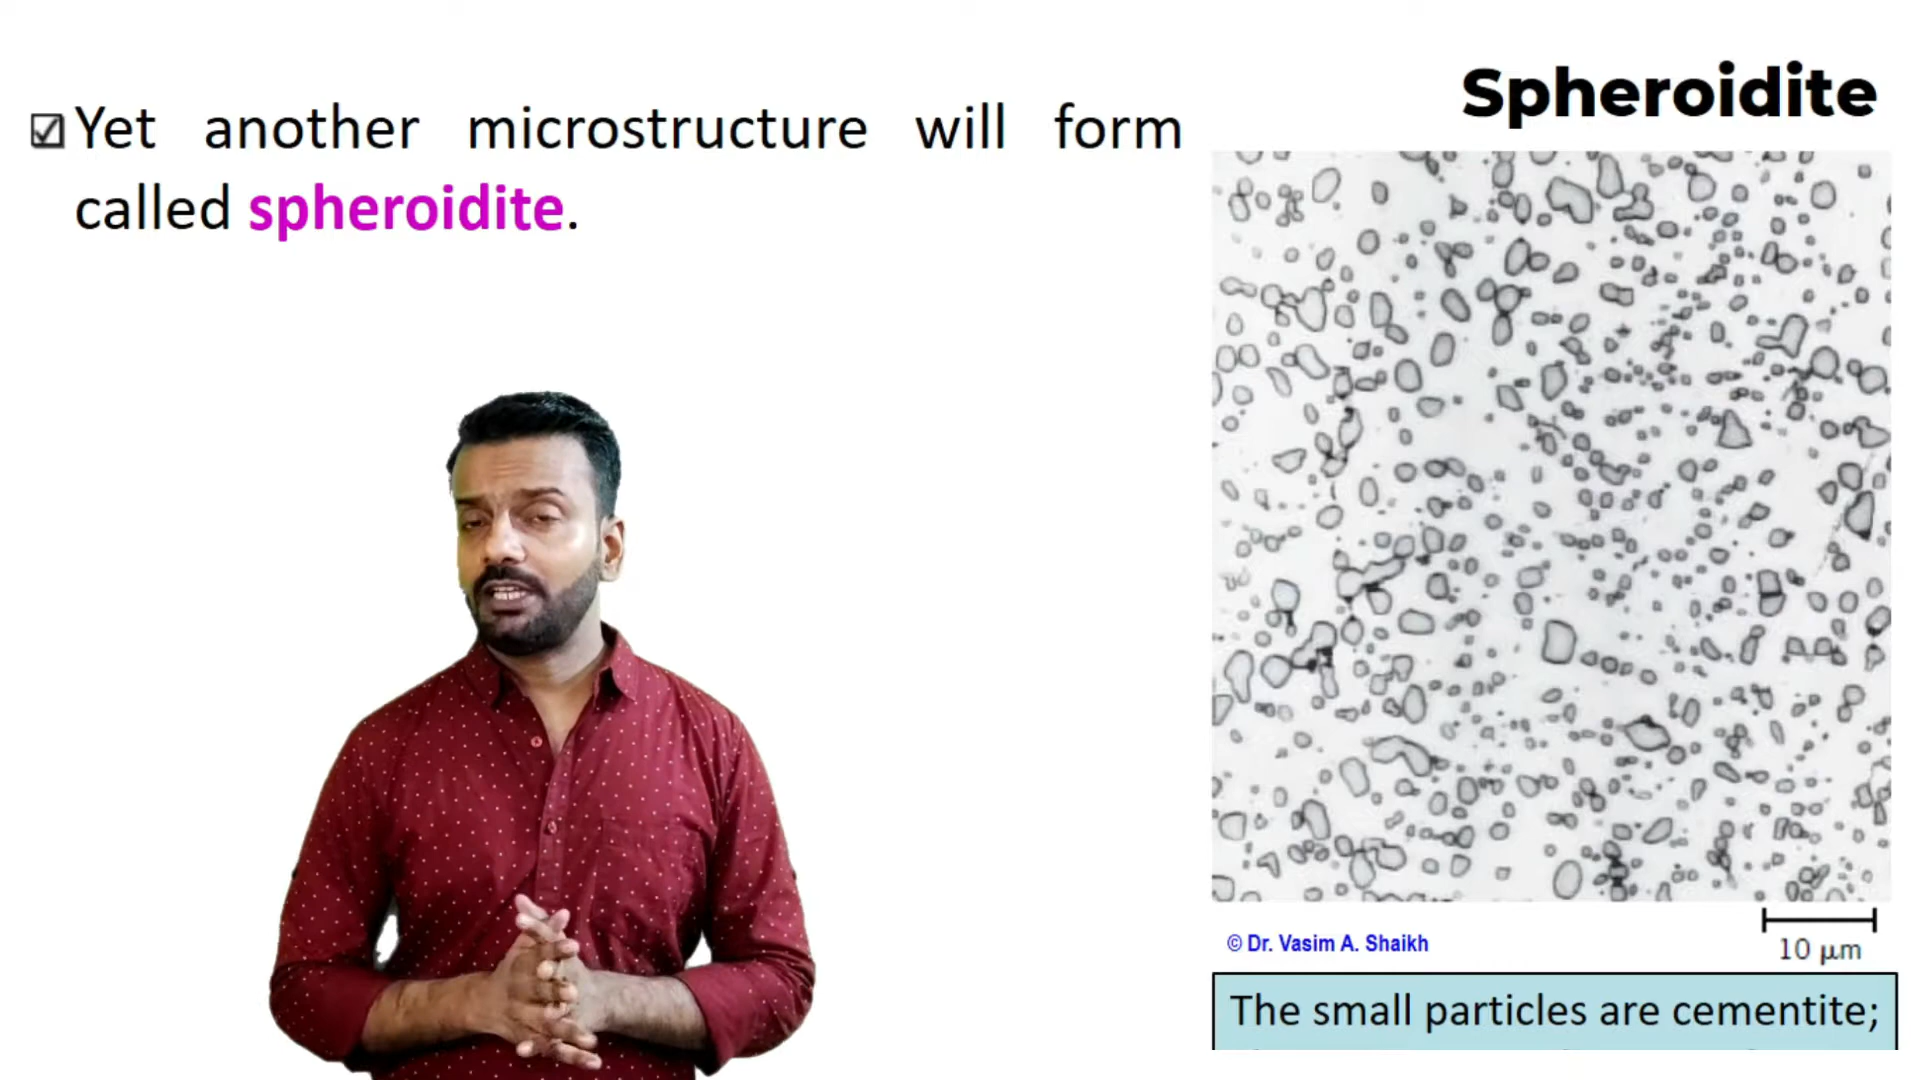 Spheroidite
Yet another microstructure will form
called spheroidite.
© Dr. Vasim A. Shaikh
10 µm
The small particles are cementite;